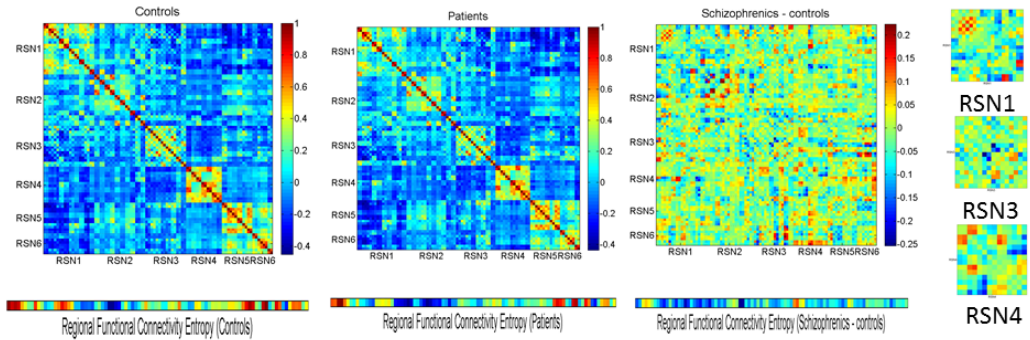 Controls
RSN1
RSN2
RSN3
RSN4
RSN5
RSN6
RSN1 RSN2 RSN3 RSN4 RSN5RSN6
1
0.8
0.6
0.4
0.2
0
-0.2
-0.4
Regional Functional Connectivity Entropy (Controls)
Patients
RSN1
RSN2
RSN3
RSN4
RSN5
RSN6
RSN1 RSN2 RSN3 RSN4 RSN5RSN6
1
0.8
0.6
0.4
0.2
0
-0.2
-0.4
Regional Functional Connectivity Entropy (Patients)
Schizophrenics - controls
RSN1
RSN2
RSN3
RSN4
RSN5
RSN6
RSN1 RSN2 RSN3 RSN4 RSN5RSN6
0.2
0.15
0.1
0.05
0
-0.05
-0.1
-0.15
-0.2
-0.25
Regional Functional Connectivity Entropy (Schizophrenics - controls)
RSN1
RSN3
RSN4